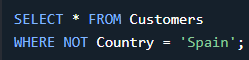 SELECT * FROM Customers
WHERE NOT Country = 'Spain';